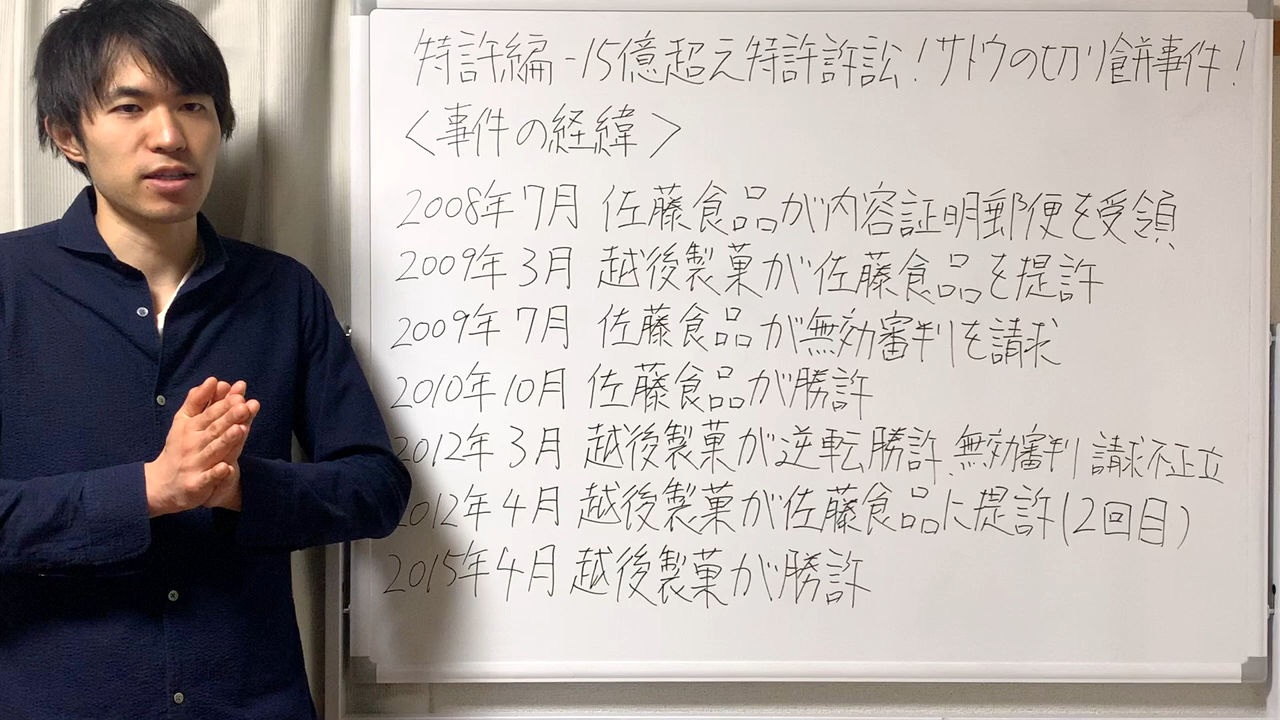 特許編-15億超え特許許訟!サトウの切り餅事件!
<事件の経緯>
2008年7月 佐藤食品が内容証明郵便を受領
2009年3月 越後製菓が佐藤食品を提許
2009年7月 佐藤食品が無効審判を請求
2010年10月 佐藤食品が勝許
2012年3月 越後製菓が逆転勝許、無効審判請求不正立
2012年4月 越後製菓が佐藤食品に提許(2回目)
2015年4月 越後製菓が勝許